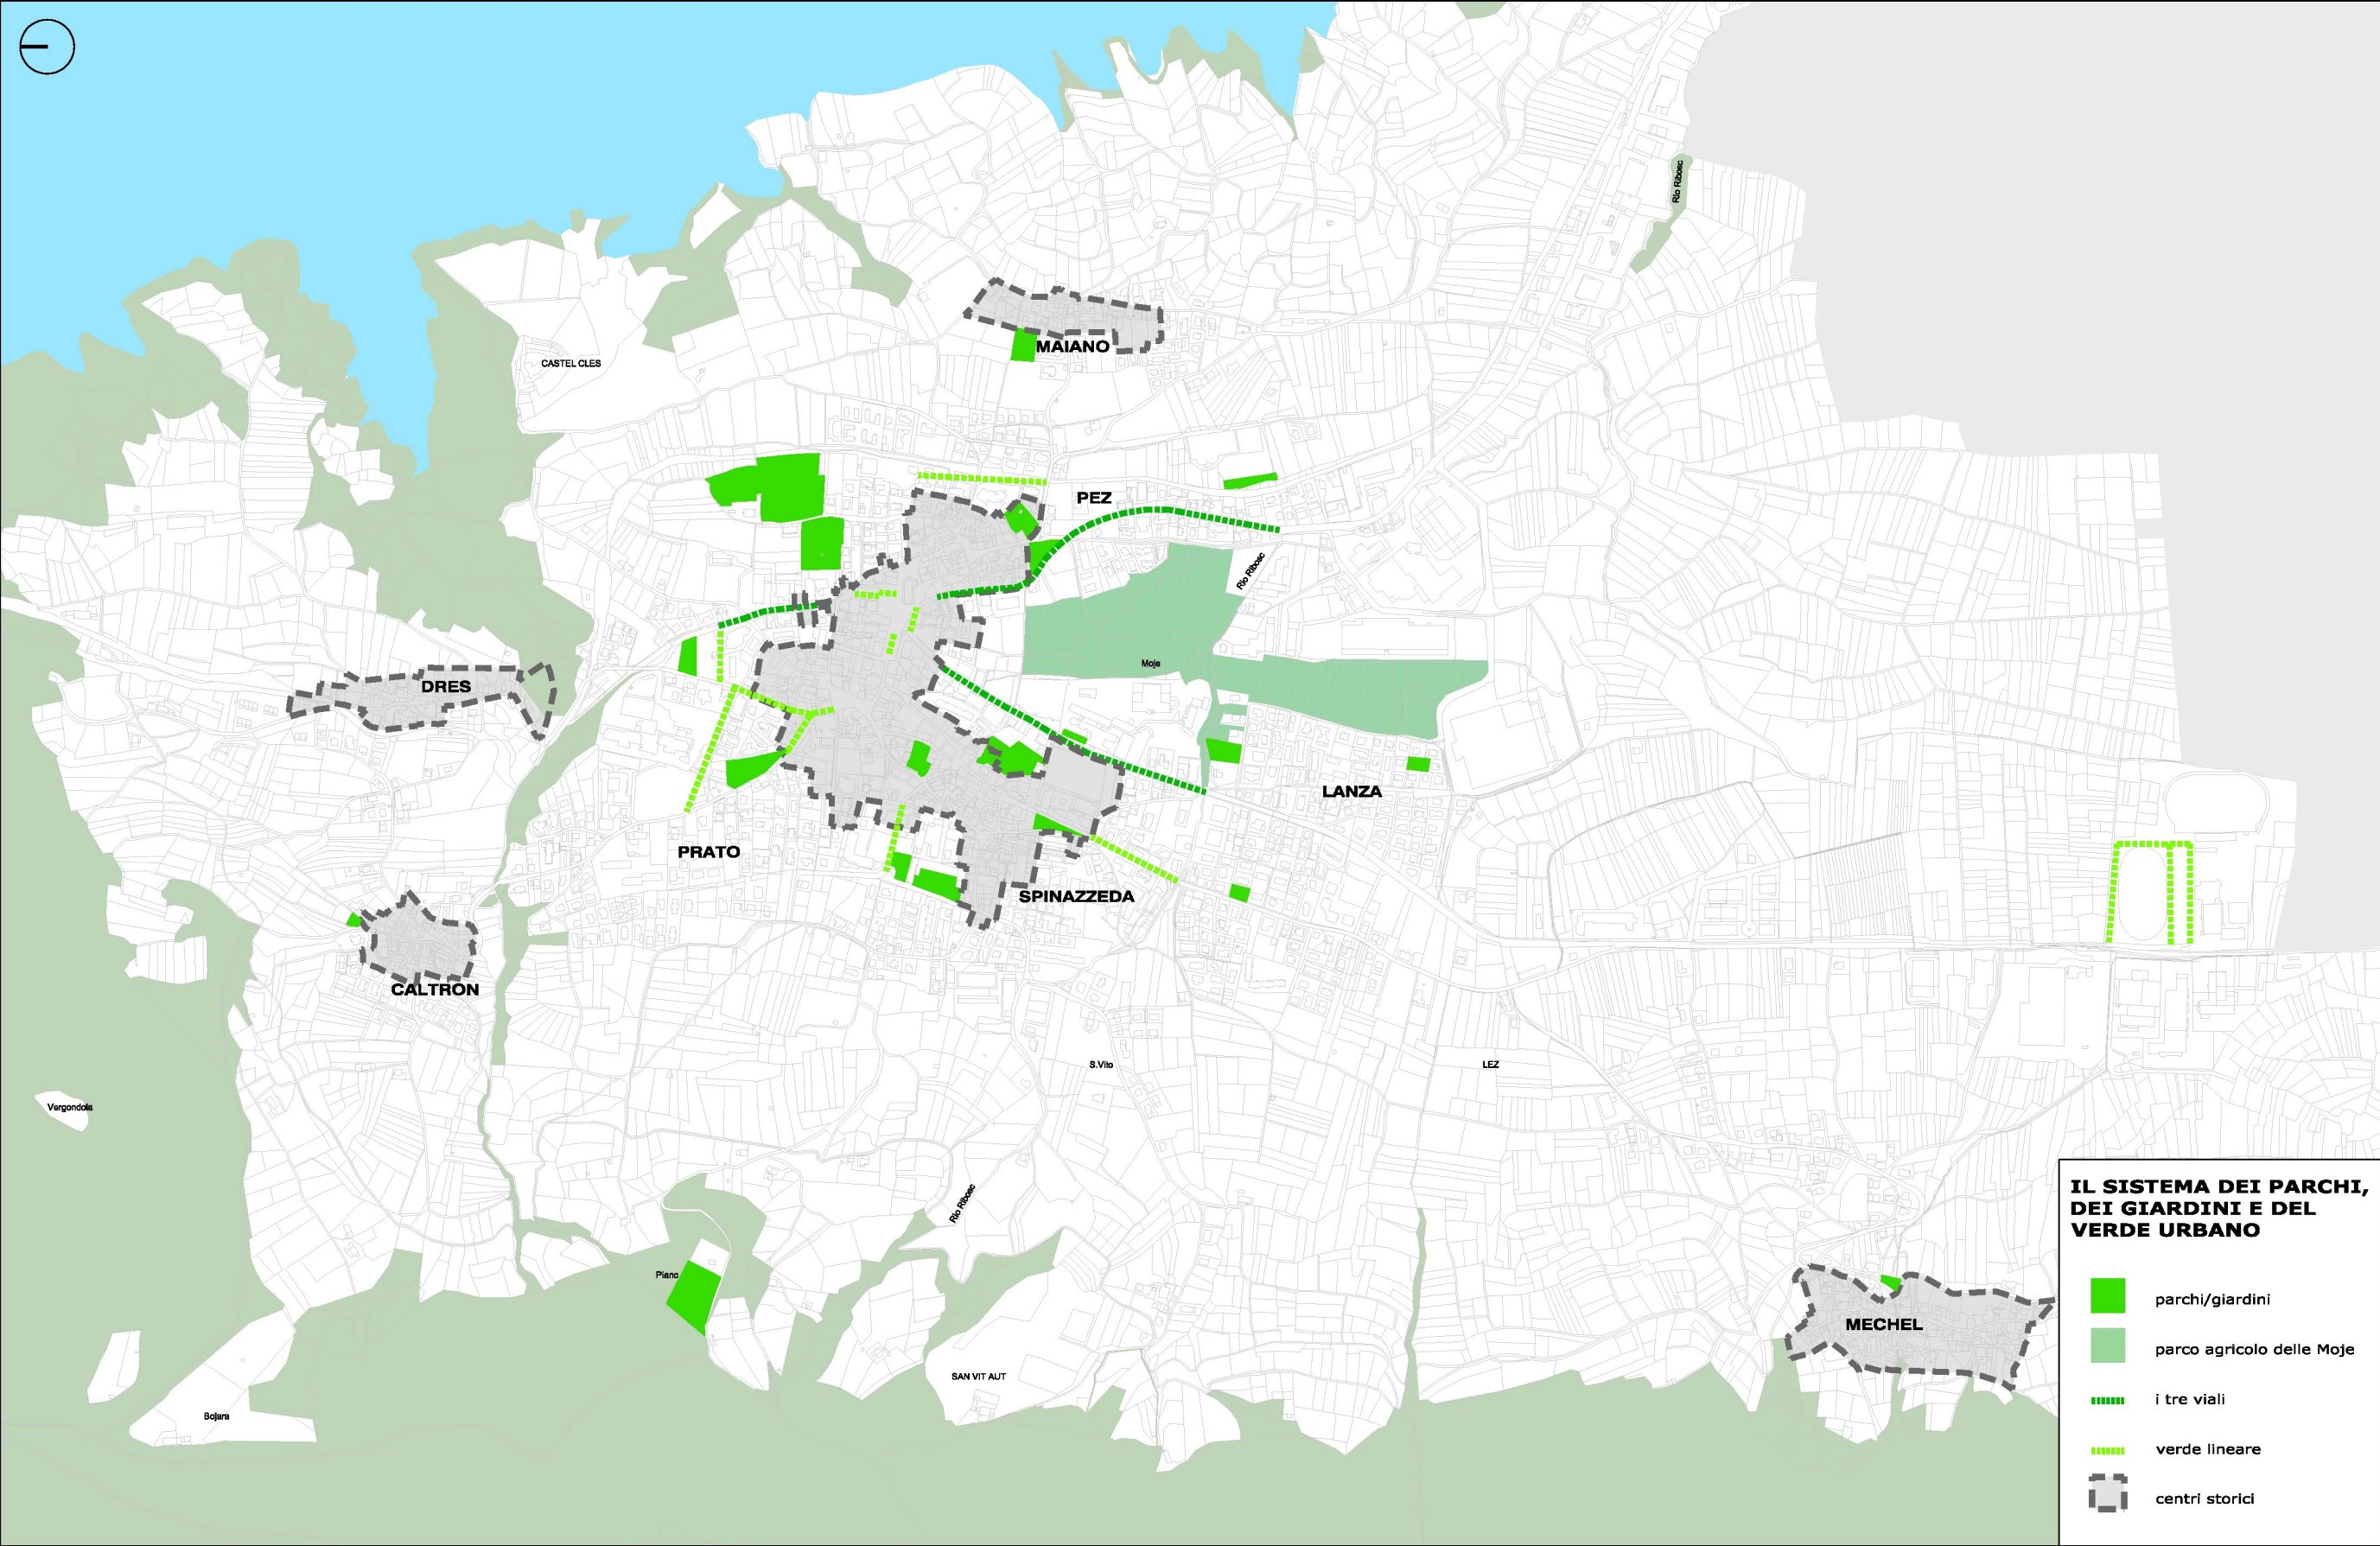 Rio Ribosc
MAIANO
CASTEL CLES
PEZ
Rio Ribosc
Moje
DRES
LANZA
PRATO
SPINAZZEDA
CALTRON
S.Vito
LEZ
Vergondola
Rio Ribosc
Piano
MECHEL
SAN VIT AUT
Bojara
IL SISTEMA DEI PARCHI,
DEI GIARDINI E DEL
VERDE URBANO
parchi/giardini
parco agricolo delle Moje
i tre viali
verde lineare
centri storici